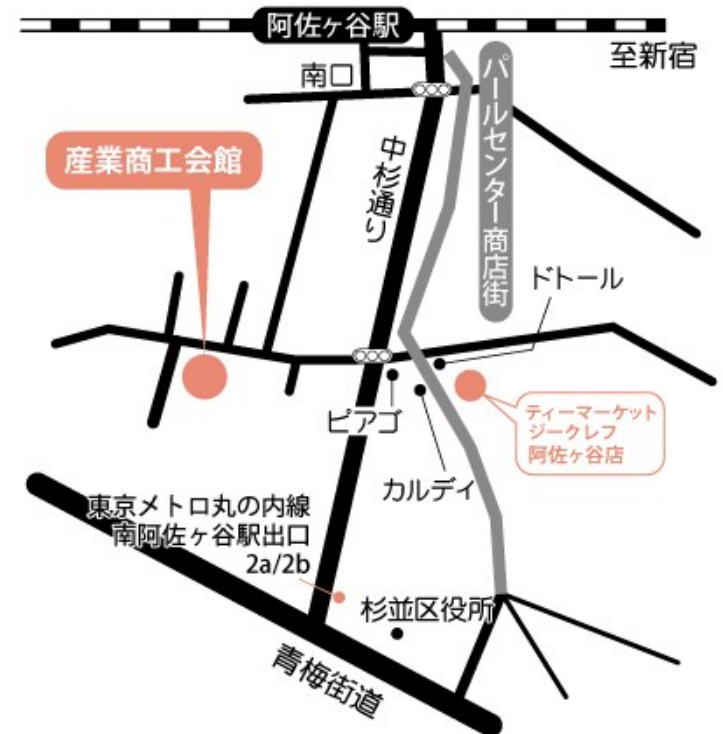 阿佐ヶ谷駅
至新宿
南口
パールセンター商店街
産業商工会館
中杉通り
ドトール
ピアゴ
ティーマーケット
ジークレフ
阿佐ヶ谷店
カルディ
東京メトロ丸の内線
南阿佐ヶ谷駅出口
2a/2b
杉並区役所
青梅街道